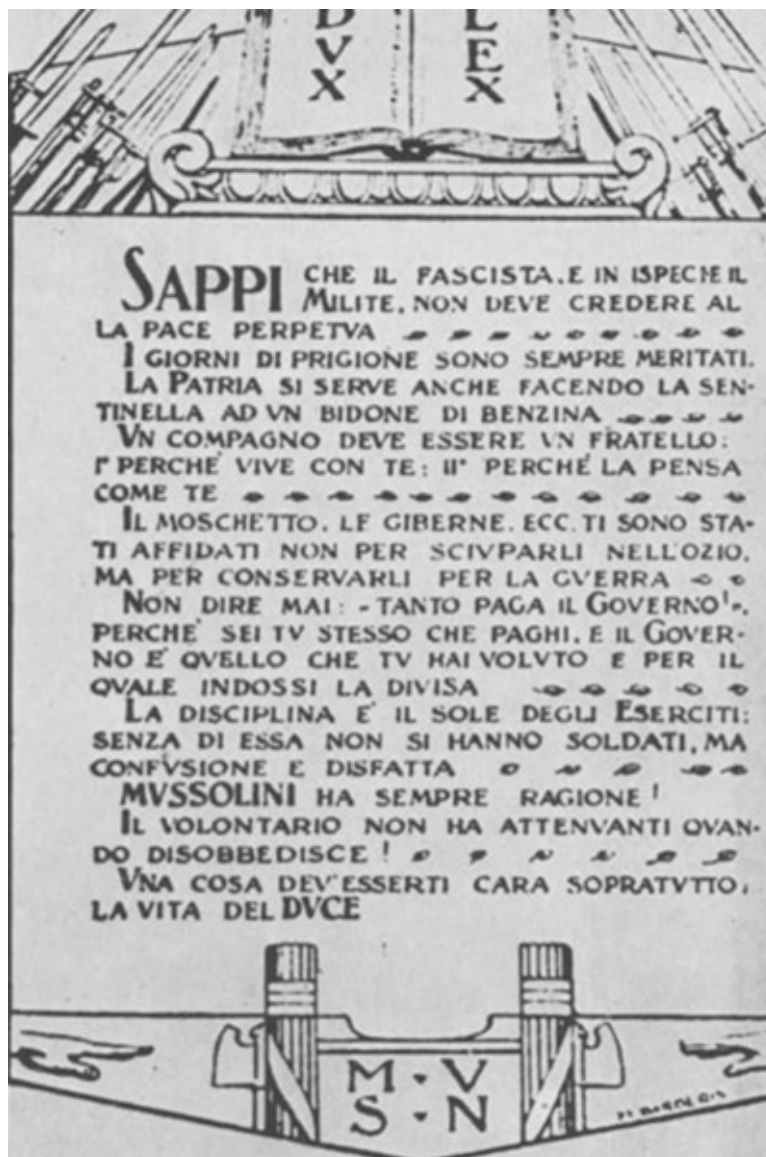 DVX LEX
SAPPI CHE IL FASCISTA, E IN ISPECIE IL
MILITE, NON DEVE CREDERE AL
LA PACE PERPETVA
I GIORNI DI PRIGIONE SONO SEMPRE MERITATI.
LA PATRIA SI SERVE ANCHE FACENDO LA SEN-
TINELLA AD VN BIDONE DI BENZINA
VN COMPAGNO DEVE ESSERE VN FRATELLO:
I° PERCHE' VIVE CON TE: II° PERCHE' LA PENSA
COME TE
IL MOSCHETTO, LE GIBERNE, ECC. TI SONO STA-
TI AFFIDATI NON PER SCIVPARLI NELL'OZIO,
MA PER CONSERVARLI PER LA GVERRA
NON DIRE MAI: - TANTO PAGA IL GOVERNO! -,
PERCHE' SEI TV STESSO CHE PAGHI, E IL GOVER-
NO E' QVELLO CHE TV HAI VOLVTO E PER IL
QVALE INDOSSI LA DIVISA
LA DISCIPLINA E' IL SOLE DEGLI ESERCITI:
SENZA DI ESSA NON SI HANNO SOLDATI, MA
CONFVSIONE E DISFATTA
MVSSOLINI HA SEMPRE RAGIONE!
IL VOLONTARIO NON HA ATTENVANTI QVAN-
DO DISOBBEDISCE!
VNA COSA DEV'ESSERTI CARA SOPRATVTTO,
LA VITA DEL DVCE
M · V
S · N